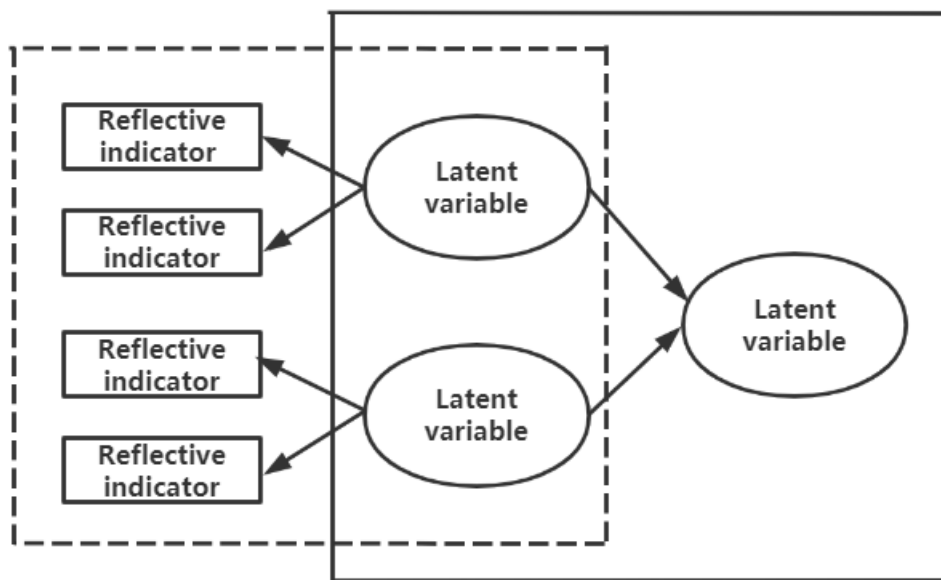 Reflective
indicator
Latent
variable
Reflective
indicator
Latent
variable
Reflective
indicator
Latent
variable
Reflective
indicator